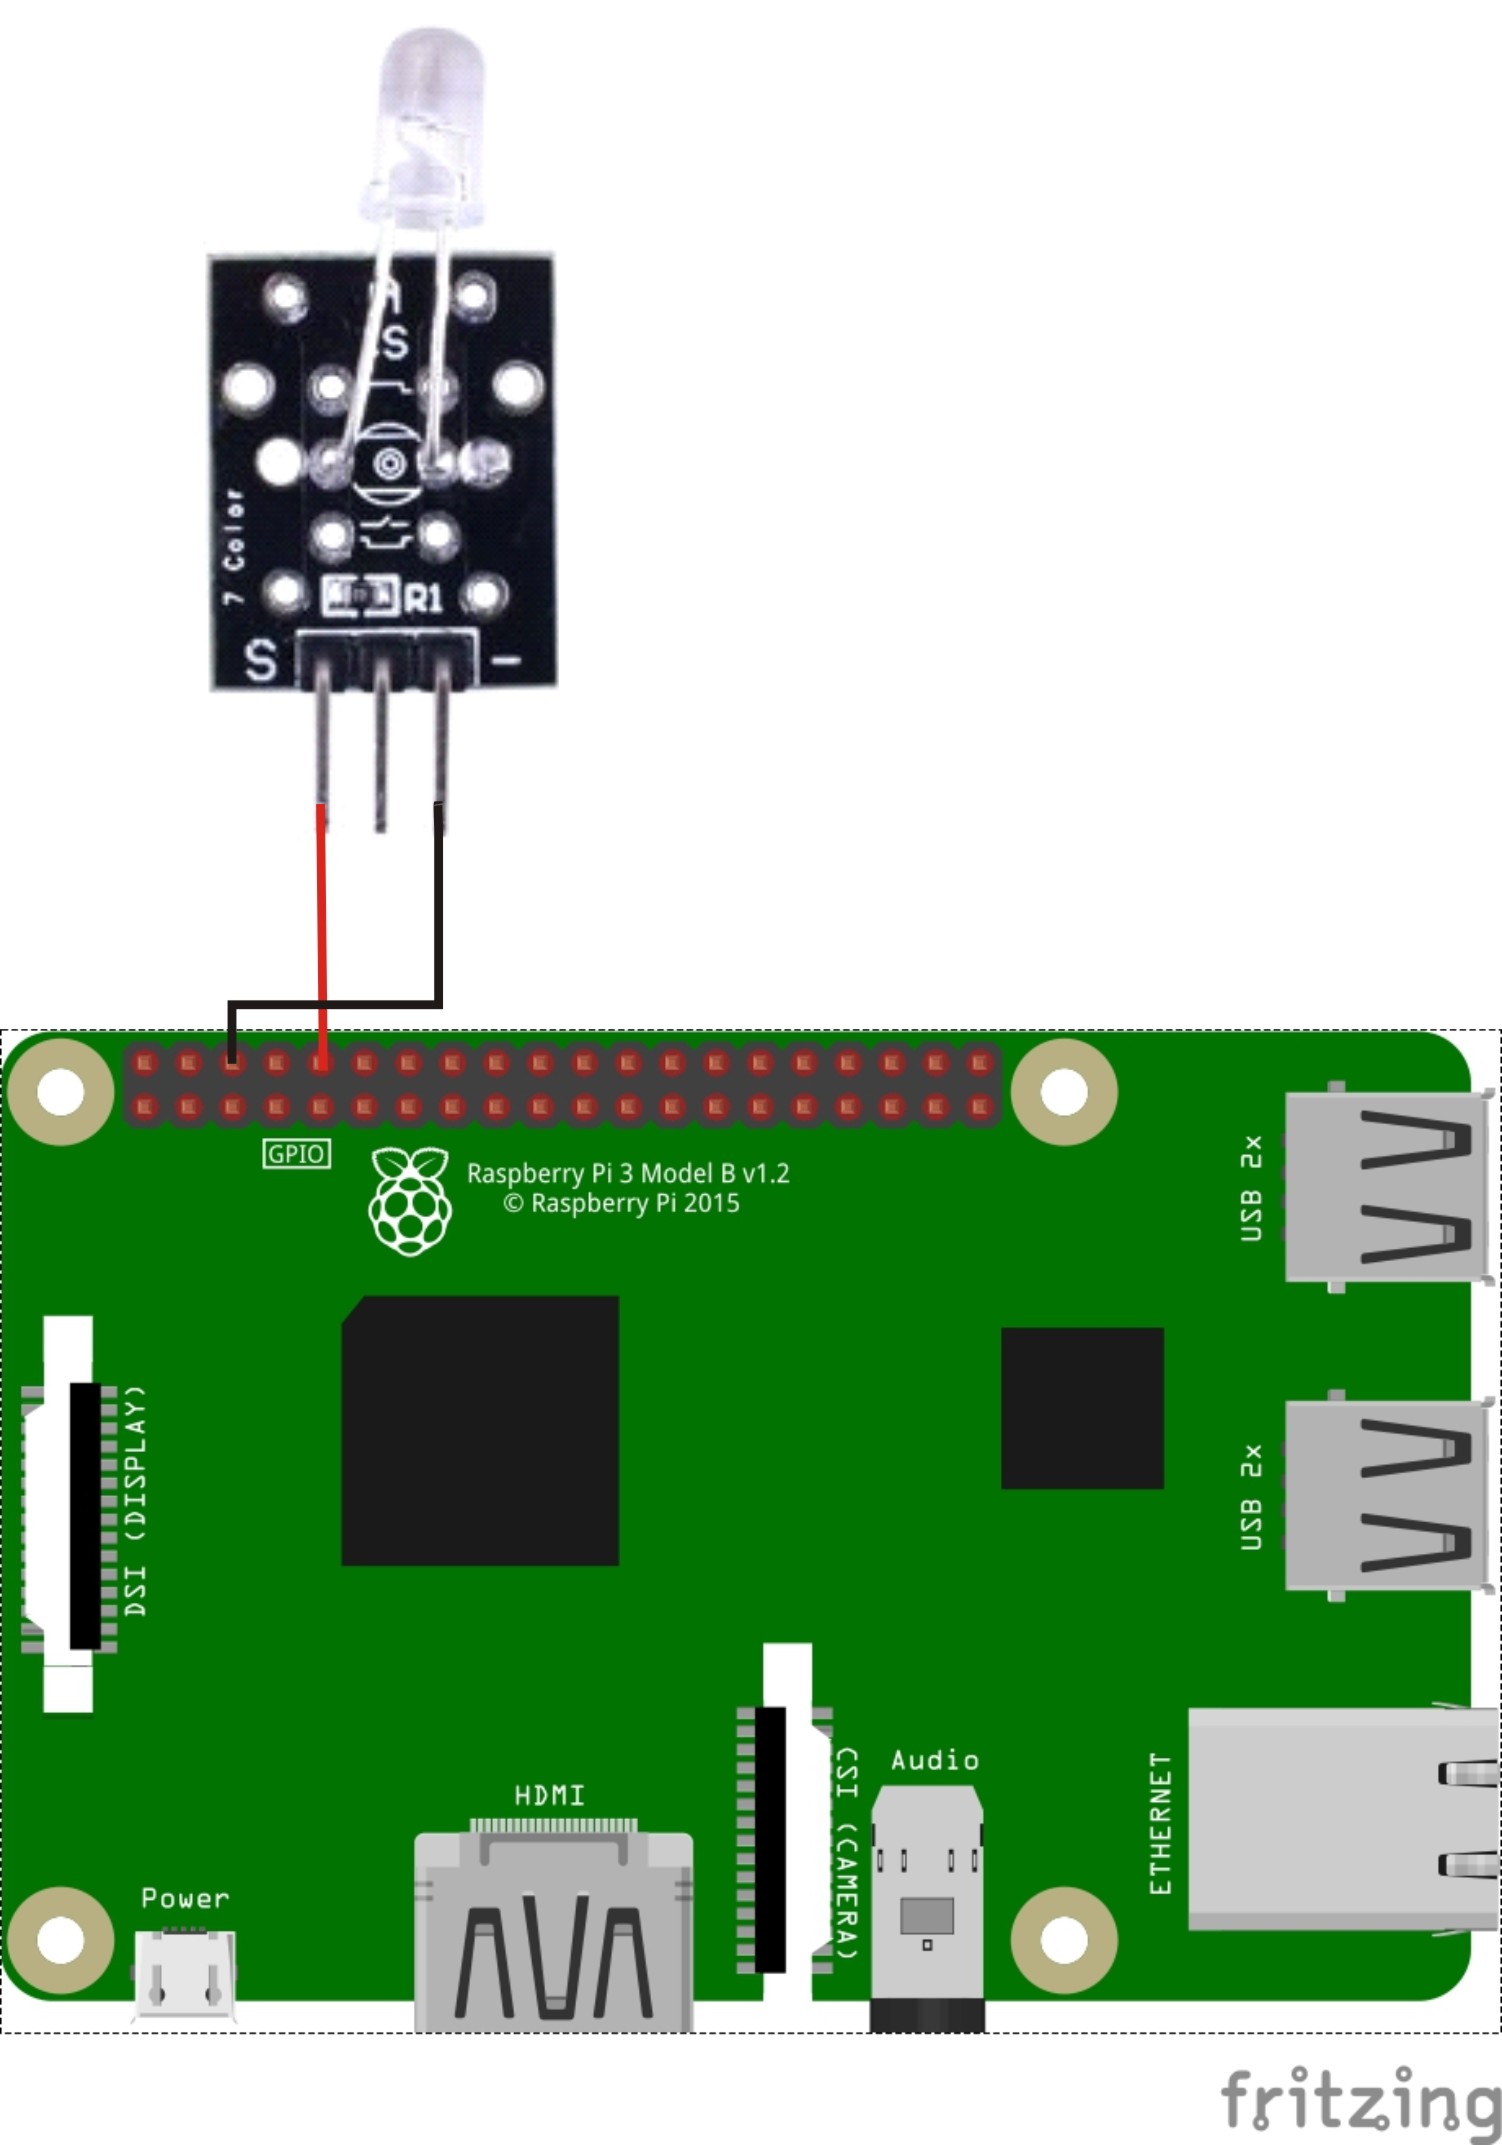 7 Color
R1
S
-
GPIO
Raspberry Pi 3 Model B v1.2
© Raspberry Pi 2015
USB 2x
DSI (DISPLAY)
USB 2x
HDMI
CSI (CAMERA)
Audio
ETHERNET
Power
fritzing